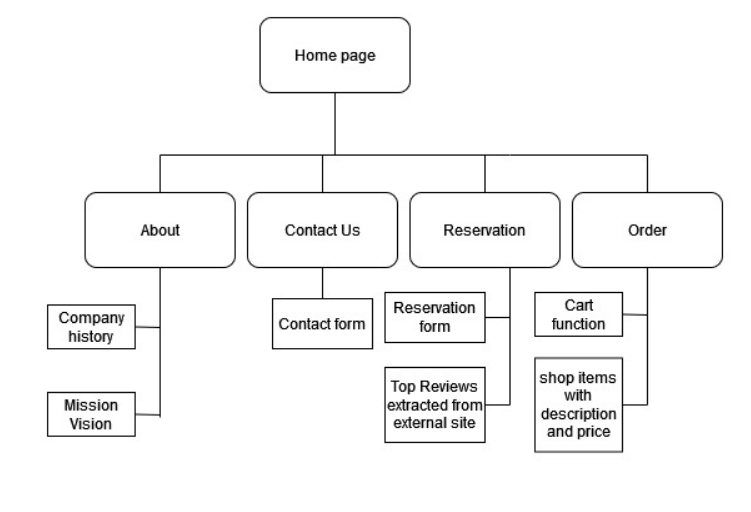 Home page
About
Contact Us
Reservation
Order
Company
history
Mission
Vision
Contact form
Reservation
form
Top Reviews
extracted from
external site
Cart
function
shop items
with
description
and price